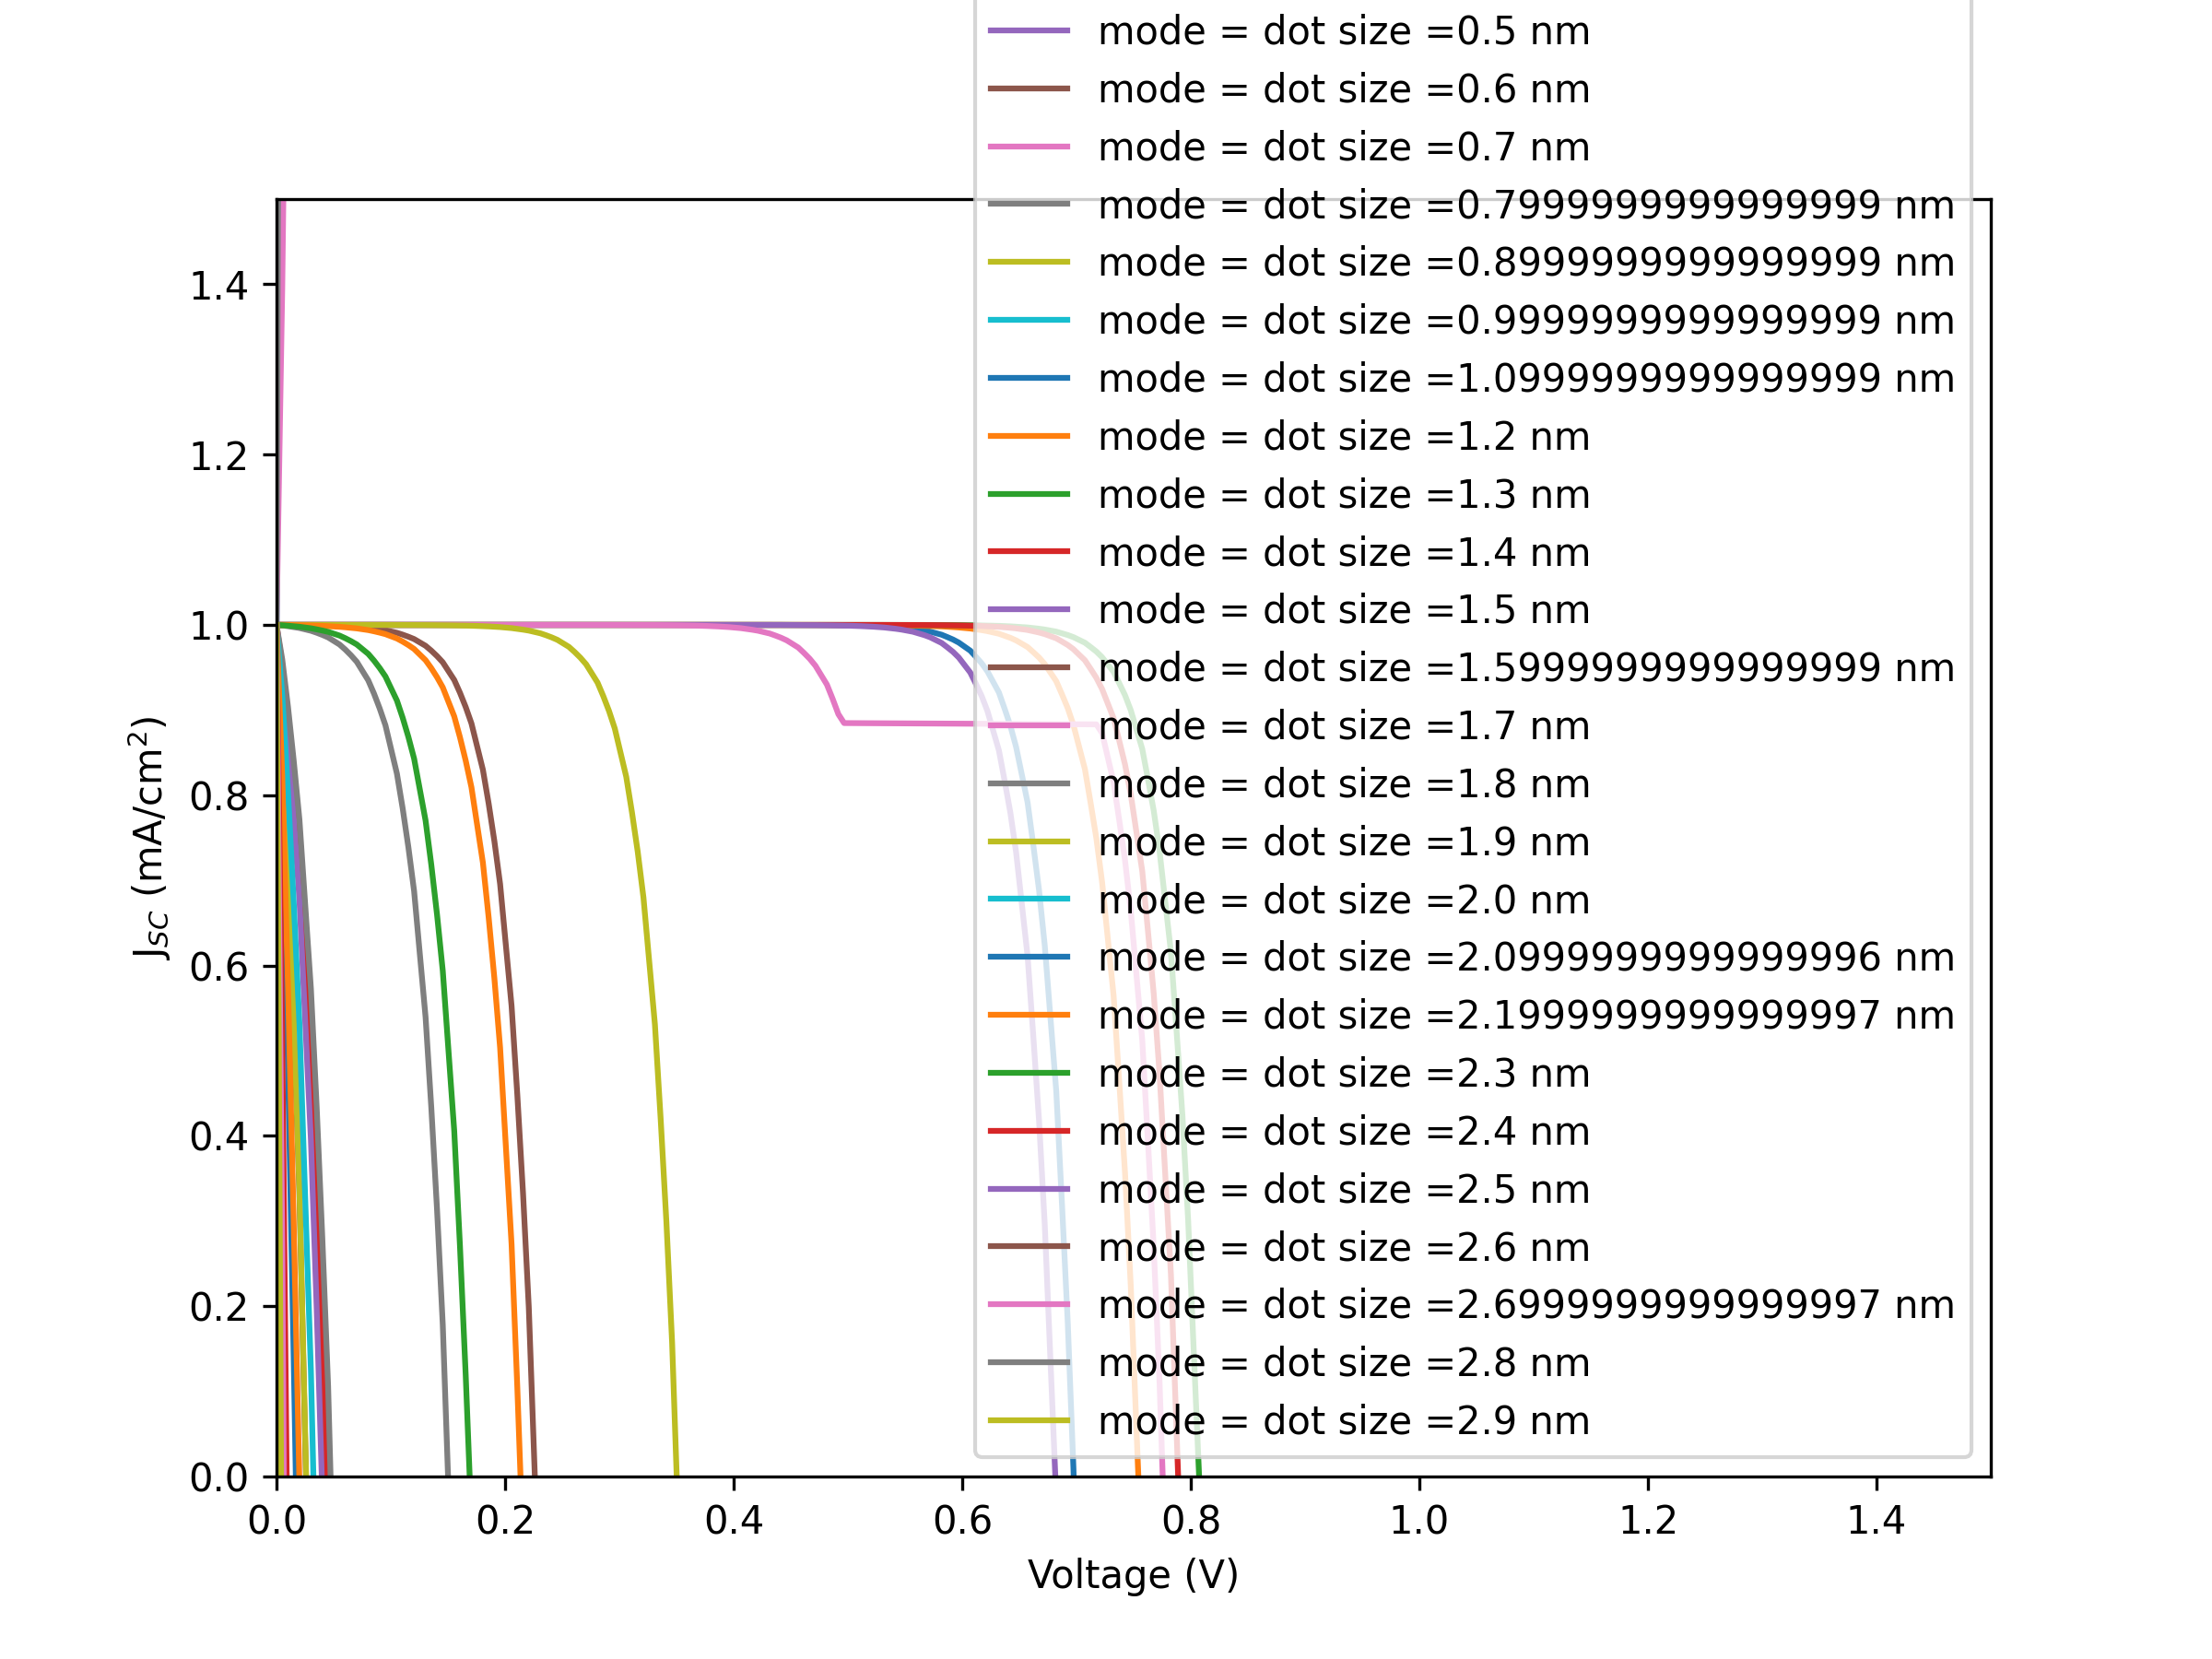 mode = dot size =0.5 nm
mode = dot size =0.6 nm
mode = dot size =0.7 nm
mode = dot size =0.7999999999999999 nm
mode = dot size =0.8999999999999999 nm
mode = dot size =0.9999999999999999 nm
mode = dot size =1.0999999999999999 nm
mode = dot size =1.2 nm
mode = dot size =1.3 nm
mode = dot size =1.4 nm
mode = dot size =1.5 nm
mode = dot size =1.5999999999999999 nm
mode = dot size =1.7 nm
mode = dot size =1.8 nm
mode = dot size =1.9 nm
mode = dot size =2.0 nm
mode = dot size =2.0999999999999996 nm
mode = dot size =2.1999999999999997 nm
mode = dot size =2.3 nm
mode = dot size =2.4 nm
mode = dot size =2.5 nm
mode = dot size =2.6 nm
mode = dot size =2.6999999999999997 nm
mode = dot size =2.8 nm
mode = dot size =2.9 nm
1.4
1.2
1.0
0.8
0.6
0.4
0.2
0.0
J_SC (mA/cm²)
0.0 0.2 0.4 0.6 0.8 1.0 1.2 1.4
Voltage (V)